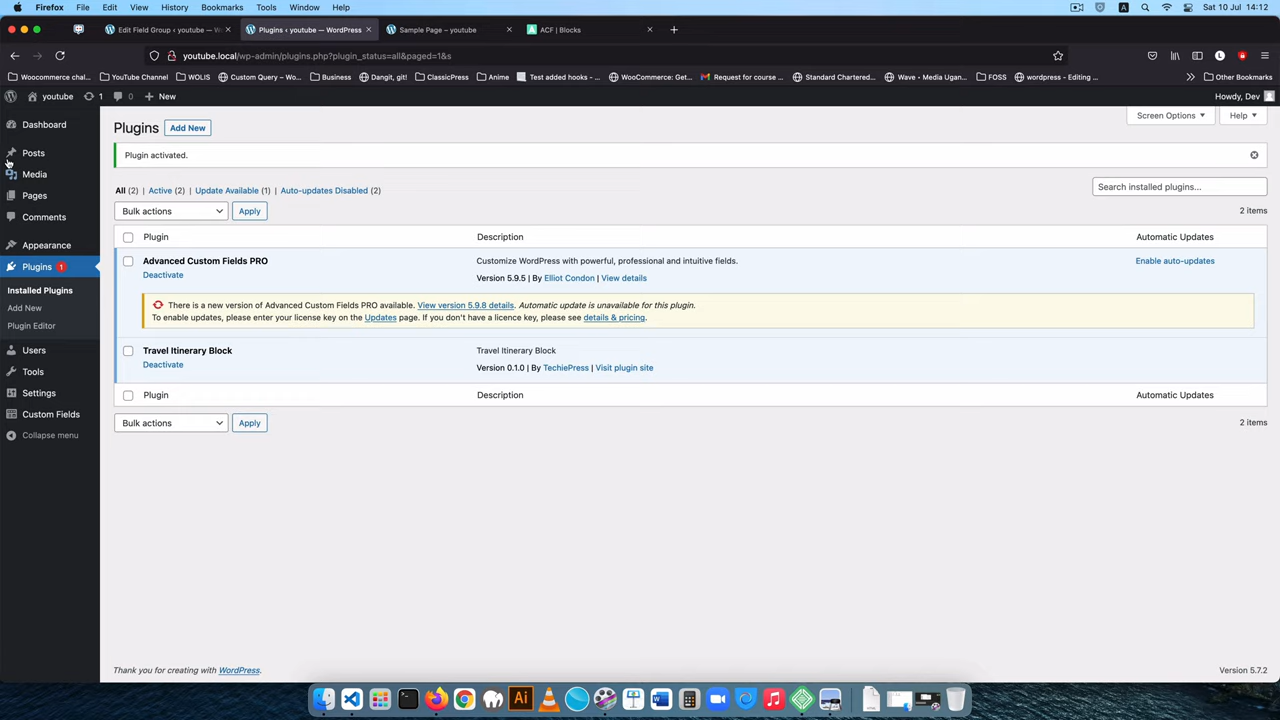 Firefox File Edit View History Bookmarks Tools Window Help Sat 10 Jul 14:12
Edit Field Group ‹ youtube — W
Plugins ‹ youtube — WordPress
Sample Page – youtube
ACF | Blocks
youtube.local/wp-admin/plugins.php?plugin_status=all&paged=1&s
Woocommerce chal... YouTube Channel WOLIS Custom Query – Wo... Business Dangit, git! ClassicPress Anime Test added hooks - ... WooCommerce: Get... Request for course ... Standard Chartered... Wave • Media Ugan... FOSS wordpress - Editing ... Other Bookmarks
youtube 1 0 New Howdy, Dev
Dashboard
Posts
Media
Pages
Comments
Appearance
Plugins 1
Installed Plugins
Add New
Plugin Editor
Users
Tools
Settings
Custom Fields
Collapse menu
Screen Options Help
Plugins Add New
Plugin activated.
All (2) | Active (2) | Update Available (1) | Auto-updates Disabled (2)
Search installed plugins...
Bulk actions Apply 2 items
Plugin Description Automatic Updates
Advanced Custom Fields PRO Customize WordPress with powerful, professional and intuitive fields. Enable auto-updates
Deactivate Version 5.9.5 | By Elliot Condon | View details
There is a new version of Advanced Custom Fields PRO available. View version 5.9.8 details. Automatic update is unavailable for this plugin.
To enable updates, please enter your license key on the Updates page. If you don't have a licence key, please see details & pricing.
Travel Itinerary Block Travel Itinerary Block
Deactivate Version 0.1.0 | By TechiePress | Visit plugin site
Plugin Description Automatic Updates
Bulk actions Apply 2 items
Thank you for creating with WordPress. Version 5.7.2
Ai